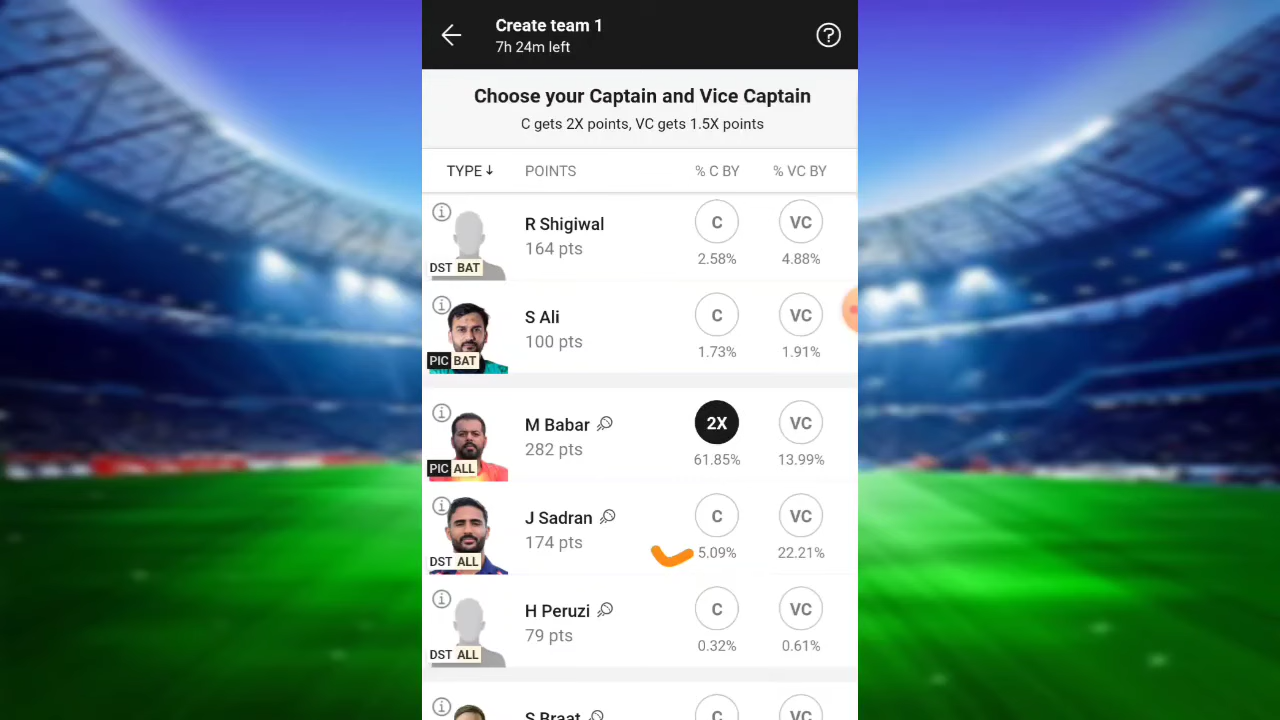 Create team 1
7h 24m left
Choose your Captain and Vice Captain
C gets 2X points, VC gets 1.5X points
TYPE↓ POINTS % C BY % VC BY
R Shigiwal C VC
164 pts 2.58% 4.88%
DST BAT
S Ali C VC
100 pts 1.73% 1.91%
PIC BAT
M Babar 2X VC
282 pts 61.85% 13.99%
PIC ALL
J Sadran C VC
174 pts 5.09% 22.21%
DST ALL
H Peruzi C VC
79 pts 0.32% 0.61%
DST ALL
S Braat C VC